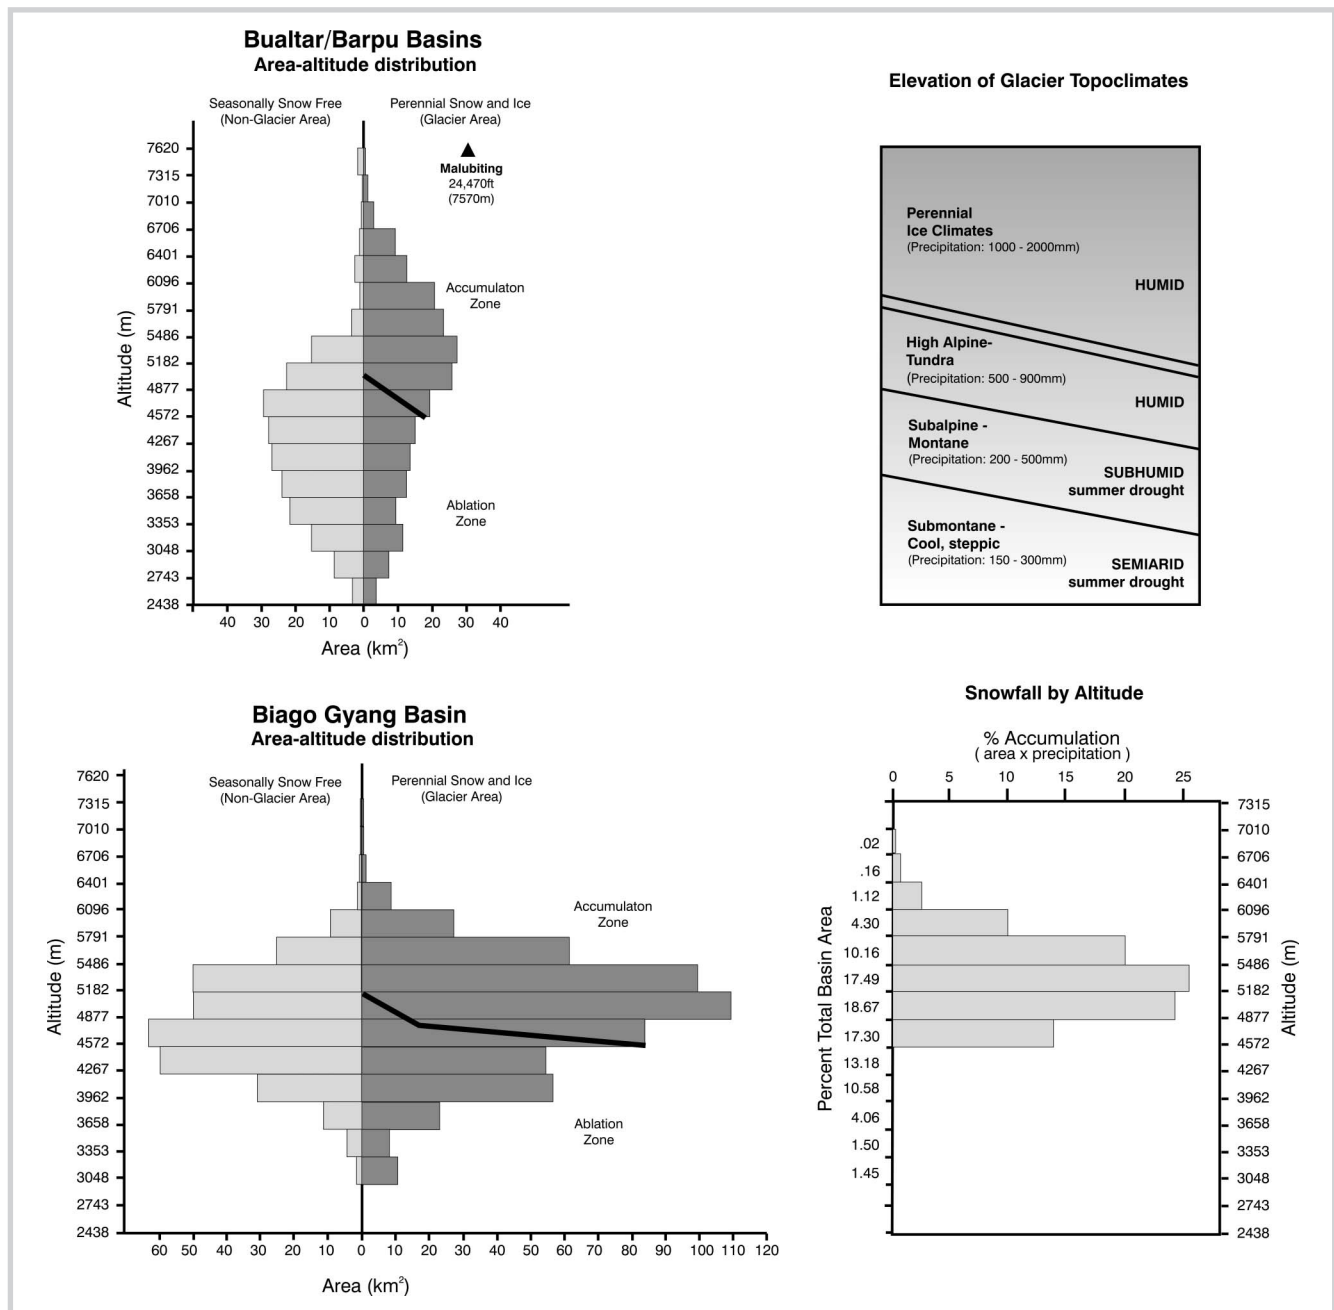 Bualtar/Barpu Basins
Area-altitude distribution
Seasonally Snow Free
(Non-Glacier Area)
Perennial Snow and Ice
(Glacier Area)
Malubiting
24,470ft
(7570m)
Accumulaton
Zone
Ablation
Zone
Altitude (m)
7620
7315
7010
6706
6401
6096
5791
5486
5182
4877
4572
4267
3962
3658
3353
3048
2743
2438
40 30 20 10 0 10 20 30 40
Area (km²)
Elevation of Glacier Topoclimates
Perennial
Ice Climates
(Precipitation: 1000 - 2000mm)
HUMID
High Alpine-
Tundra
(Precipitation: 500 - 900mm)
HUMID
Subalpine -
Montane
(Precipitation: 200 - 500mm)
SUBHUMID
summer drought
Submontane -
Cool, steppic
(Precipitation: 150 - 300mm)
SEMIARID
summer drought
Biago Gyang Basin
Area-altitude distribution
Seasonally Snow Free
(Non-Glacier Area)
Perennial Snow and Ice
(Glacier Area)
Accumulaton
Zone
Ablation
Zone
Altitude (m)
7620
7315
7010
6706
6401
6096
5791
5486
5182
4877
4572
4267
3962
3658
3353
3048
2743
2438
60 50 40 30 20 10 0 10 20 30 40 50 60 70 80 90 100 110 120
Area (km²)
Snowfall by Altitude
% Accumulation
( area x precipitation )
0 5 10 15 20 25
Percent Total Basin Area
.02
.16
1.12
4.30
10.16
17.49
18.67
17.30
13.18
10.58
4.06
1.50
1.45
7315
7010
6706
6401
6096
5791
5486
5182
4877
4572
4267
3962
3658
3353
3048
2743
2438
Altitude (m)